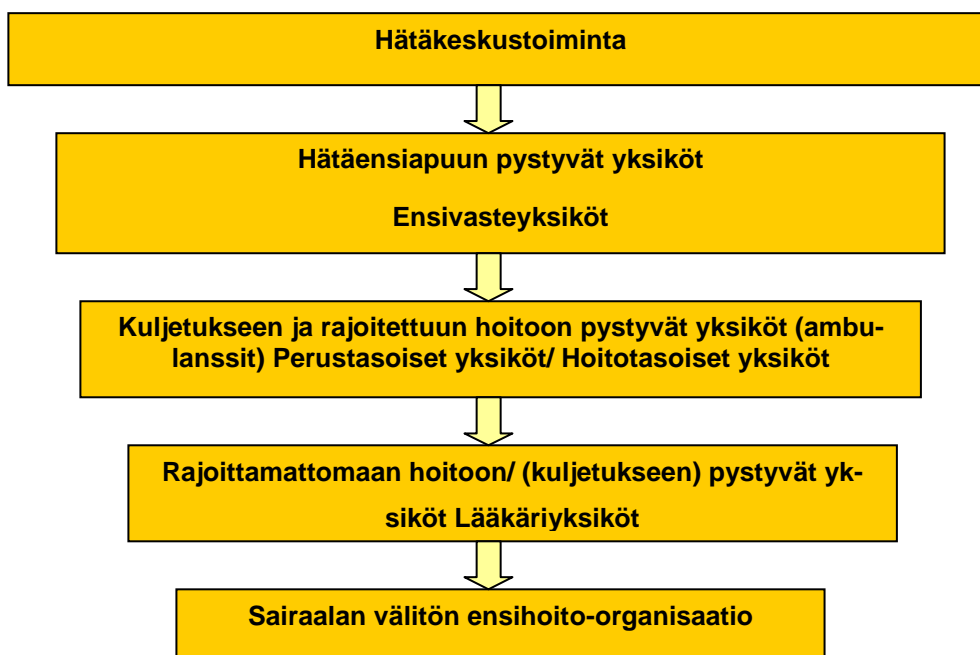 Hätäkeskustoiminta
Hätäensiapuun pystyvät yksiköt
Ensivasteyksiköt
Kuljetukseen ja rajoitettuun hoitoon pystyvät yksiköt (ambu-
lanssit) Perustasoiset yksiköt/ Hoitotasoiset yksiköt
Rajoittamattomaan hoitoon/ (kuljetukseen) pystyvät yk-
siköt Lääkäriyksiköt
Sairaalan välitön ensihoito-organisaatio